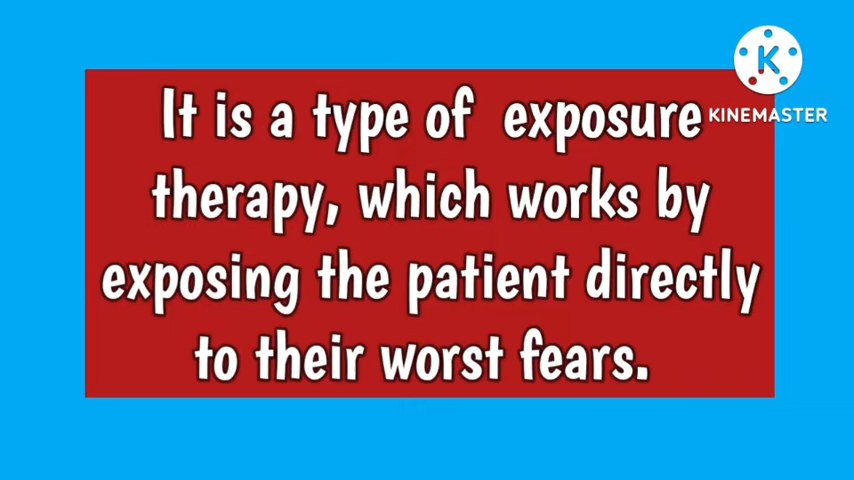 It is a type of exposure
therapy, which works by
exposing the patient directly
to their worst fears.
K
KINEMASTER